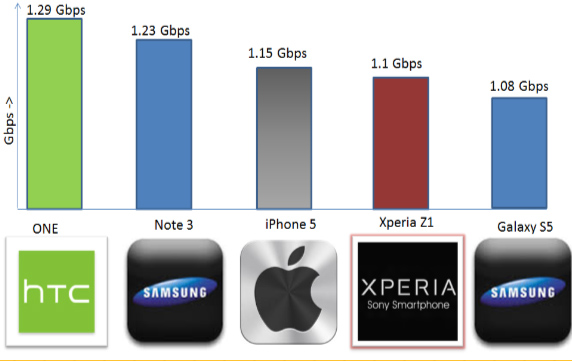 1.29 Gbps
1.23 Gbps
1.15 Gbps
1.1 Gbps
1.08 Gbps
Gbps ->
ONE
Note 3
iPhone 5
Xperia Z1
Galaxy S5
hTC
SAMSUNG
XPERIA
Sony Smartphone
SAMSUNG